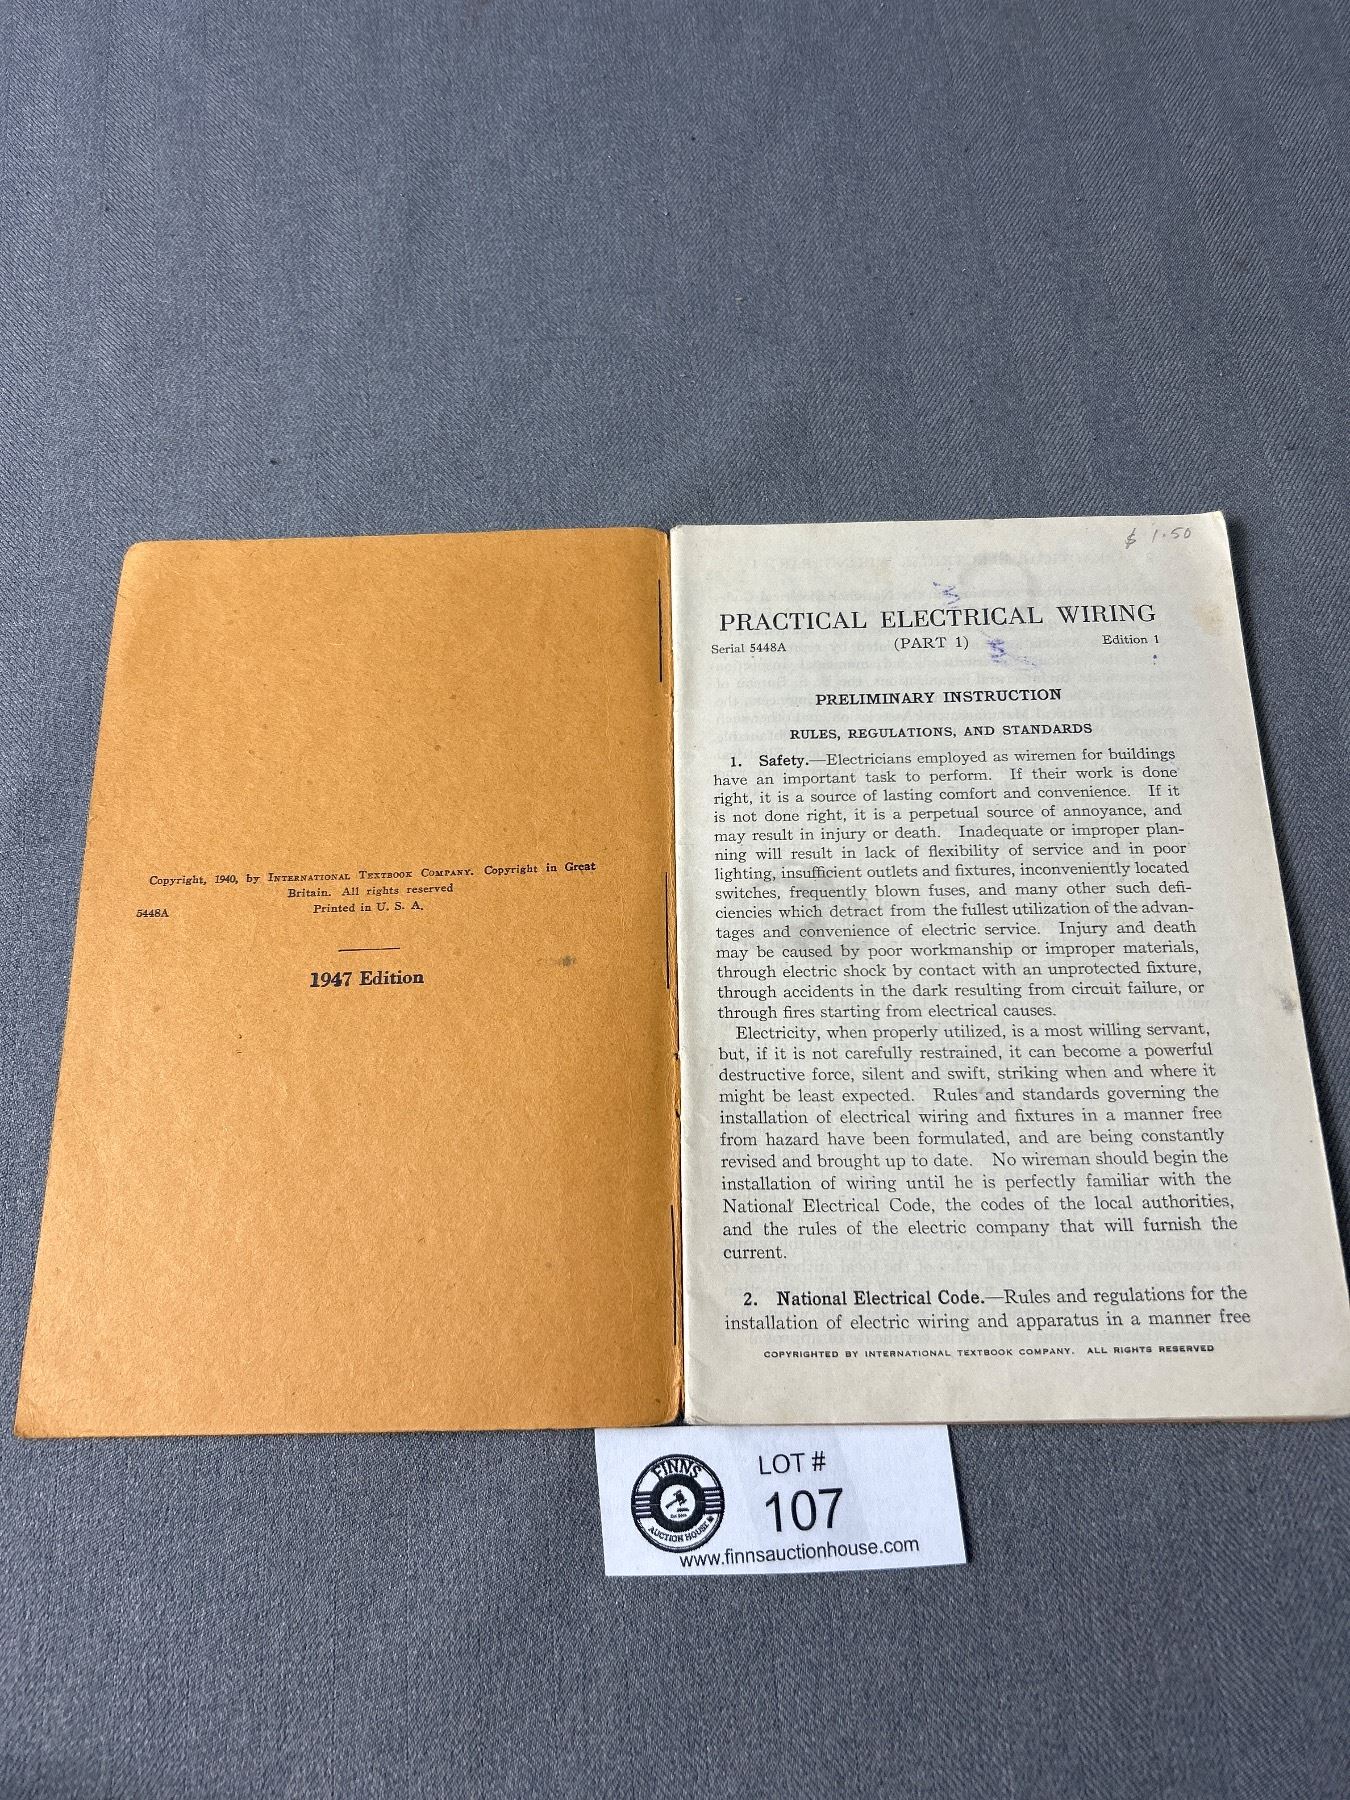 Copyright, 1940, by INTERNATIONAL TEXTBOOK COMPANY. Copyright in Great
Britain. All rights reserved
5448A Printed in U. S. A.
1947 Edition
$ 1.50
PRACTICAL ELECTRICAL WIRING
Serial 5448A (PART 1) Edition 1
PRELIMINARY INSTRUCTION
RULES, REGULATIONS, AND STANDARDS
1. Safety.—Electricians employed as wiremen for buildings
have an important task to perform. If their work is done
right, it is a source of lasting comfort and convenience. If it
is not done right, it is a perpetual source of annoyance, and
may result in injury or death. Inadequate or improper plan-
ning will result in lack of flexibility of service and in poor
lighting, insufficient outlets and fixtures, inconveniently located
switches, frequently blown fuses, and many other such defi-
ciencies which detract from the fullest utilization of the advan-
tages and convenience of electric service. Injury and death
may be caused by poor workmanship or improper materials,
through electric shock by contact with an unprotected fixture,
through accidents in the dark resulting from circuit failure, or
through fires starting from electrical causes.
Electricity, when properly utilized, is a most willing servant,
but, if it is not carefully restrained, it can become a powerful
destructive force, silent and swift, striking when and where it
might be least expected. Rules and standards governing the
installation of electrical wiring and fixtures in a manner free
from hazard have been formulated, and are being constantly
revised and brought up to date. No wireman should begin the
installation of wiring until he is perfectly familiar with the
National Electrical Code, the codes of the local authorities,
and the rules of the electric company that will furnish the
current.
2. National Electrical Code.—Rules and regulations for the
installation of electric wiring and apparatus in a manner free
COPYRIGHTED BY INTERNATIONAL TEXTBOOK COMPANY. ALL RIGHTS RESERVED
FINNS
AUCTION HOUSE
LOT #
107
www.finnsauctionhouse.com